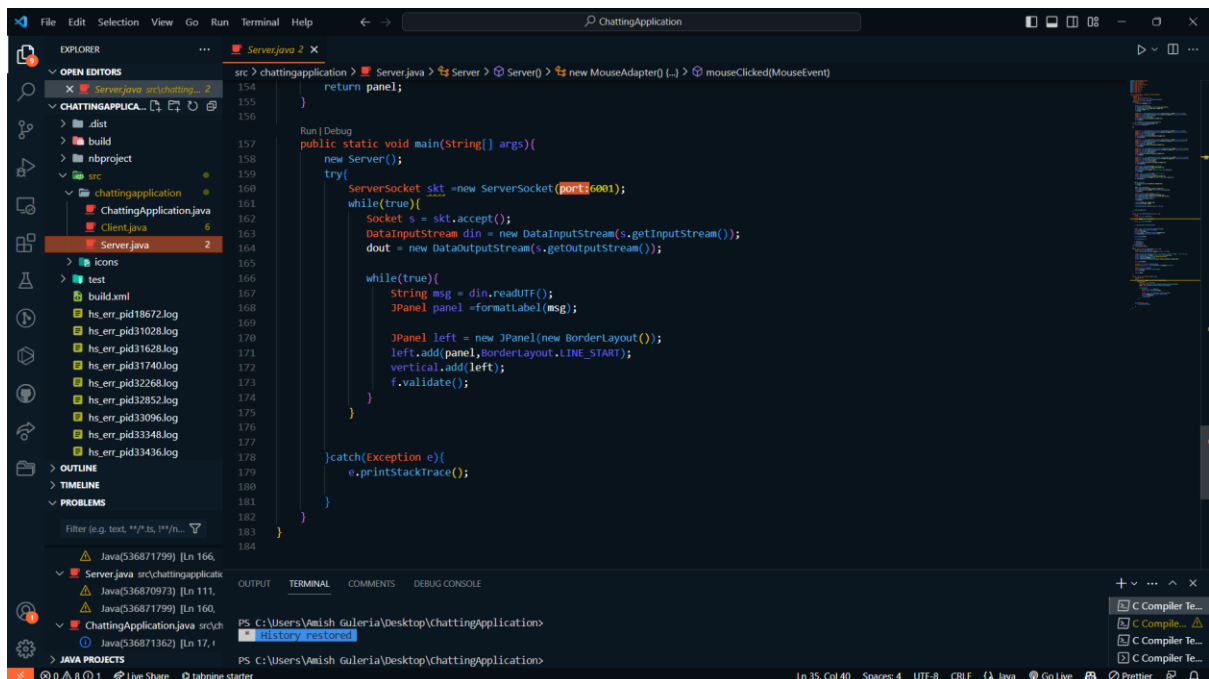 File Edit Selection View Go Run Terminal Help
ChattingApplication
EXPLORER
OPEN EDITORS
Server.java src\chatting... 2
CHATTINGAPPLICA...
.dist
build
nbproject
src
chattingapplication
ChattingApplication.java
Client.java 6
Server.java 2
icons
test
build.xml
hs_err_pid18672.log
hs_err_pid31028.log
hs_err_pid31628.log
hs_err_pid31740.log
hs_err_pid32268.log
hs_err_pid32852.log
hs_err_pid33096.log
hs_err_pid33348.log
hs_err_pid33436.log
OUTLINE
TIMELINE
PROBLEMS
Filter (e.g. text, **/*.ts, !**/n...
Java(536871799) [Ln 166,
Server.java src\chattingapplicatic
Java(536870973) [Ln 111,
Java(536871799) [Ln 160,
ChattingApplication.java src\ch
Java(536871362) [Ln 17,
JAVA PROJECTS
Server.java 2
src > chattingapplication > Server.java > Server > Server() > new MouseAdapter() {...} > mouseClicked(MouseEvent)
154 return panel;
155 }
156
Run | Debug
157 public static void main(String[] args){
158 new Server();
159 try{
160 ServerSocket skt =new ServerSocket(port:6001);
161 while(true){
162 Socket s = skt.accept();
163 DataInputStream din = new DataInputStream(s.getInputStream());
164 dout = new DataOutputStream(s.getOutputStream());
165
166 while(true){
167 String msg = din.readUTF();
168 JPanel panel =formatLabel(msg);
169
170 JPanel left = new JPanel(new BorderLayout());
171 left.add(panel,BorderLayout.LINE_START);
172 vertical.add(left);
173 f.validate();
174 }
175 }
176
177
178 }catch(Exception e){
179 e.printStackTrace();
180
181 }
182 }
183 }
184
OUTPUT TERMINAL COMMENTS DEBUG CONSOLE
PS C:\Users\Amish Guleria\Desktop\ChattingApplication>
* History restored
PS C:\Users\Amish Guleria\Desktop\ChattingApplication>
C Compiler Te...
C Compile...
C Compiler Te...
C Compiler Te...
0 8 1 Live Share tabnine starter Ln 35, Col 40 Spaces: 4 UTF-8 CRLF {} Java Go Live Prettier